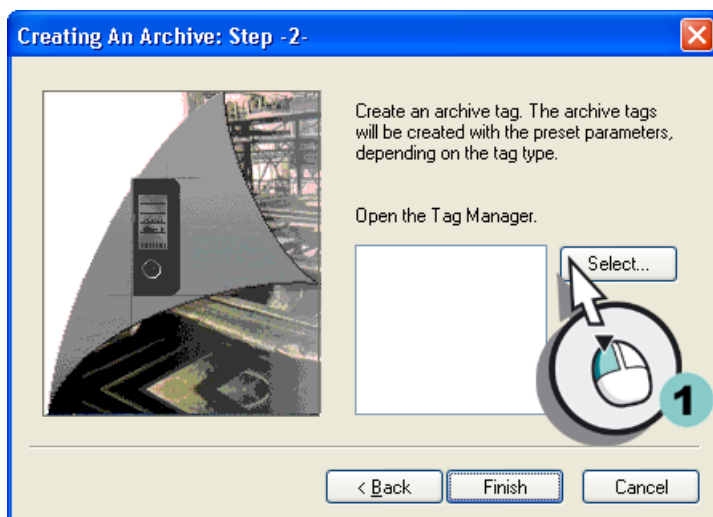 Creating An Archive: Step -2-
Create an archive tag. The archive tags
will be created with the preset parameters,
depending on the tag type.
Open the Tag Manager.
Select...
1
< Back
Finish
Cancel